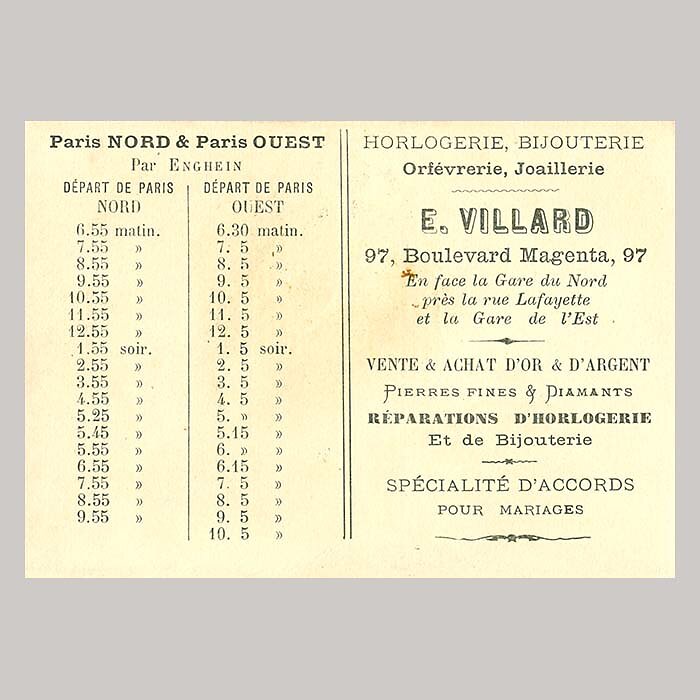 Paris NORD & Paris OUEST
Par ENGHEIN
DÉPART DE PARIS NORD
6.55 matin.
7.55 »
8.55 »
9.55 »
10.55 »
11.55 »
12.55 »
1.55 soir.
2.55 »
3.55 »
4.55 »
5.25 »
5.45 »
5.55 »
6.55 »
7.55 »
8.55 »
9.55 »
DÉPART DE PARIS OUEST
6.30 matin.
7. 5 »
8. 5 »
9. 5 »
10. 5 »
11. 5 »
12. 5 »
1. 5 soir.
2. 5 »
3. 5 »
4. 5 »
5. » »
5.15 »
6. » »
6.15 »
7. 5 »
8. 5 »
9. 5 »
10. 5 »
HORLOGERIE, BIJOUTERIE
Orfévrerie, Joaillerie
E. VILLARD
97, Boulevard Magenta, 97
En face la Gare du Nord
près la rue Lafayette
et la Gare de l'Est
VENTE & ACHAT D'OR & D'ARGENT
PIERRES FINES & DIAMANTS
RÉPARATIONS D'HORLOGERIE
Et de Bijouterie
SPÉCIALITÉ D'ACCORDS
POUR MARIAGES